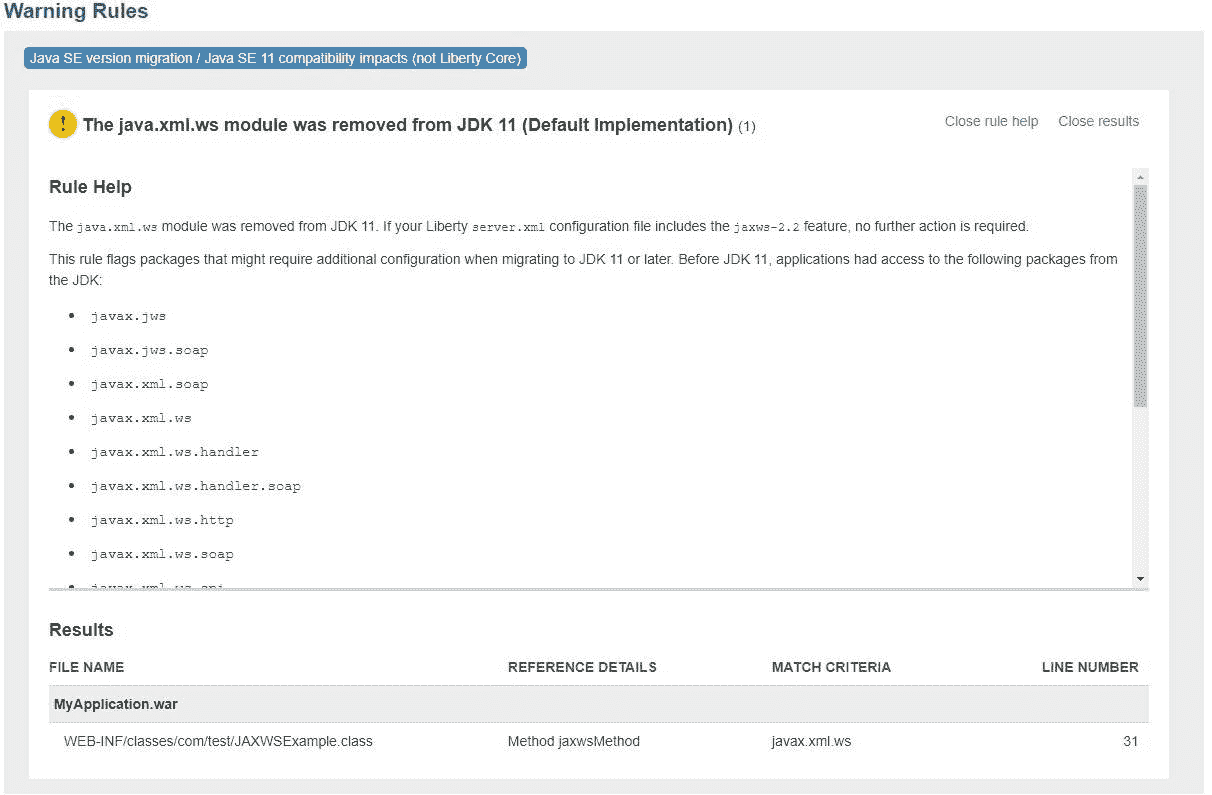 Warning Rules
Java SE version migration / Java SE 11 compatibility impacts (not Liberty Core)
! The java.xml.ws module was removed from JDK 11 (Default Implementation) (1)
Close rule help Close results
Rule Help
The java.xml.ws module was removed from JDK 11. If your Liberty server.xml configuration file includes the jaxws-2.2 feature, no further action is required.
This rule flags packages that might require additional configuration when migrating to JDK 11 or later. Before JDK 11, applications had access to the following packages from
the JDK:
• javax.jws
• javax.jws.soap
• javax.xml.soap
• javax.xml.ws
• javax.xml.ws.handler
• javax.xml.ws.handler.soap
• javax.xml.ws.http
• javax.xml.ws.soap
• javax.xml.ws.spi
Results
FILE NAME REFERENCE DETAILS MATCH CRITERIA LINE NUMBER
MyApplication.war
WEB-INF/classes/com/test/JAXWSExample.class Method jaxwsMethod javax.xml.ws 31